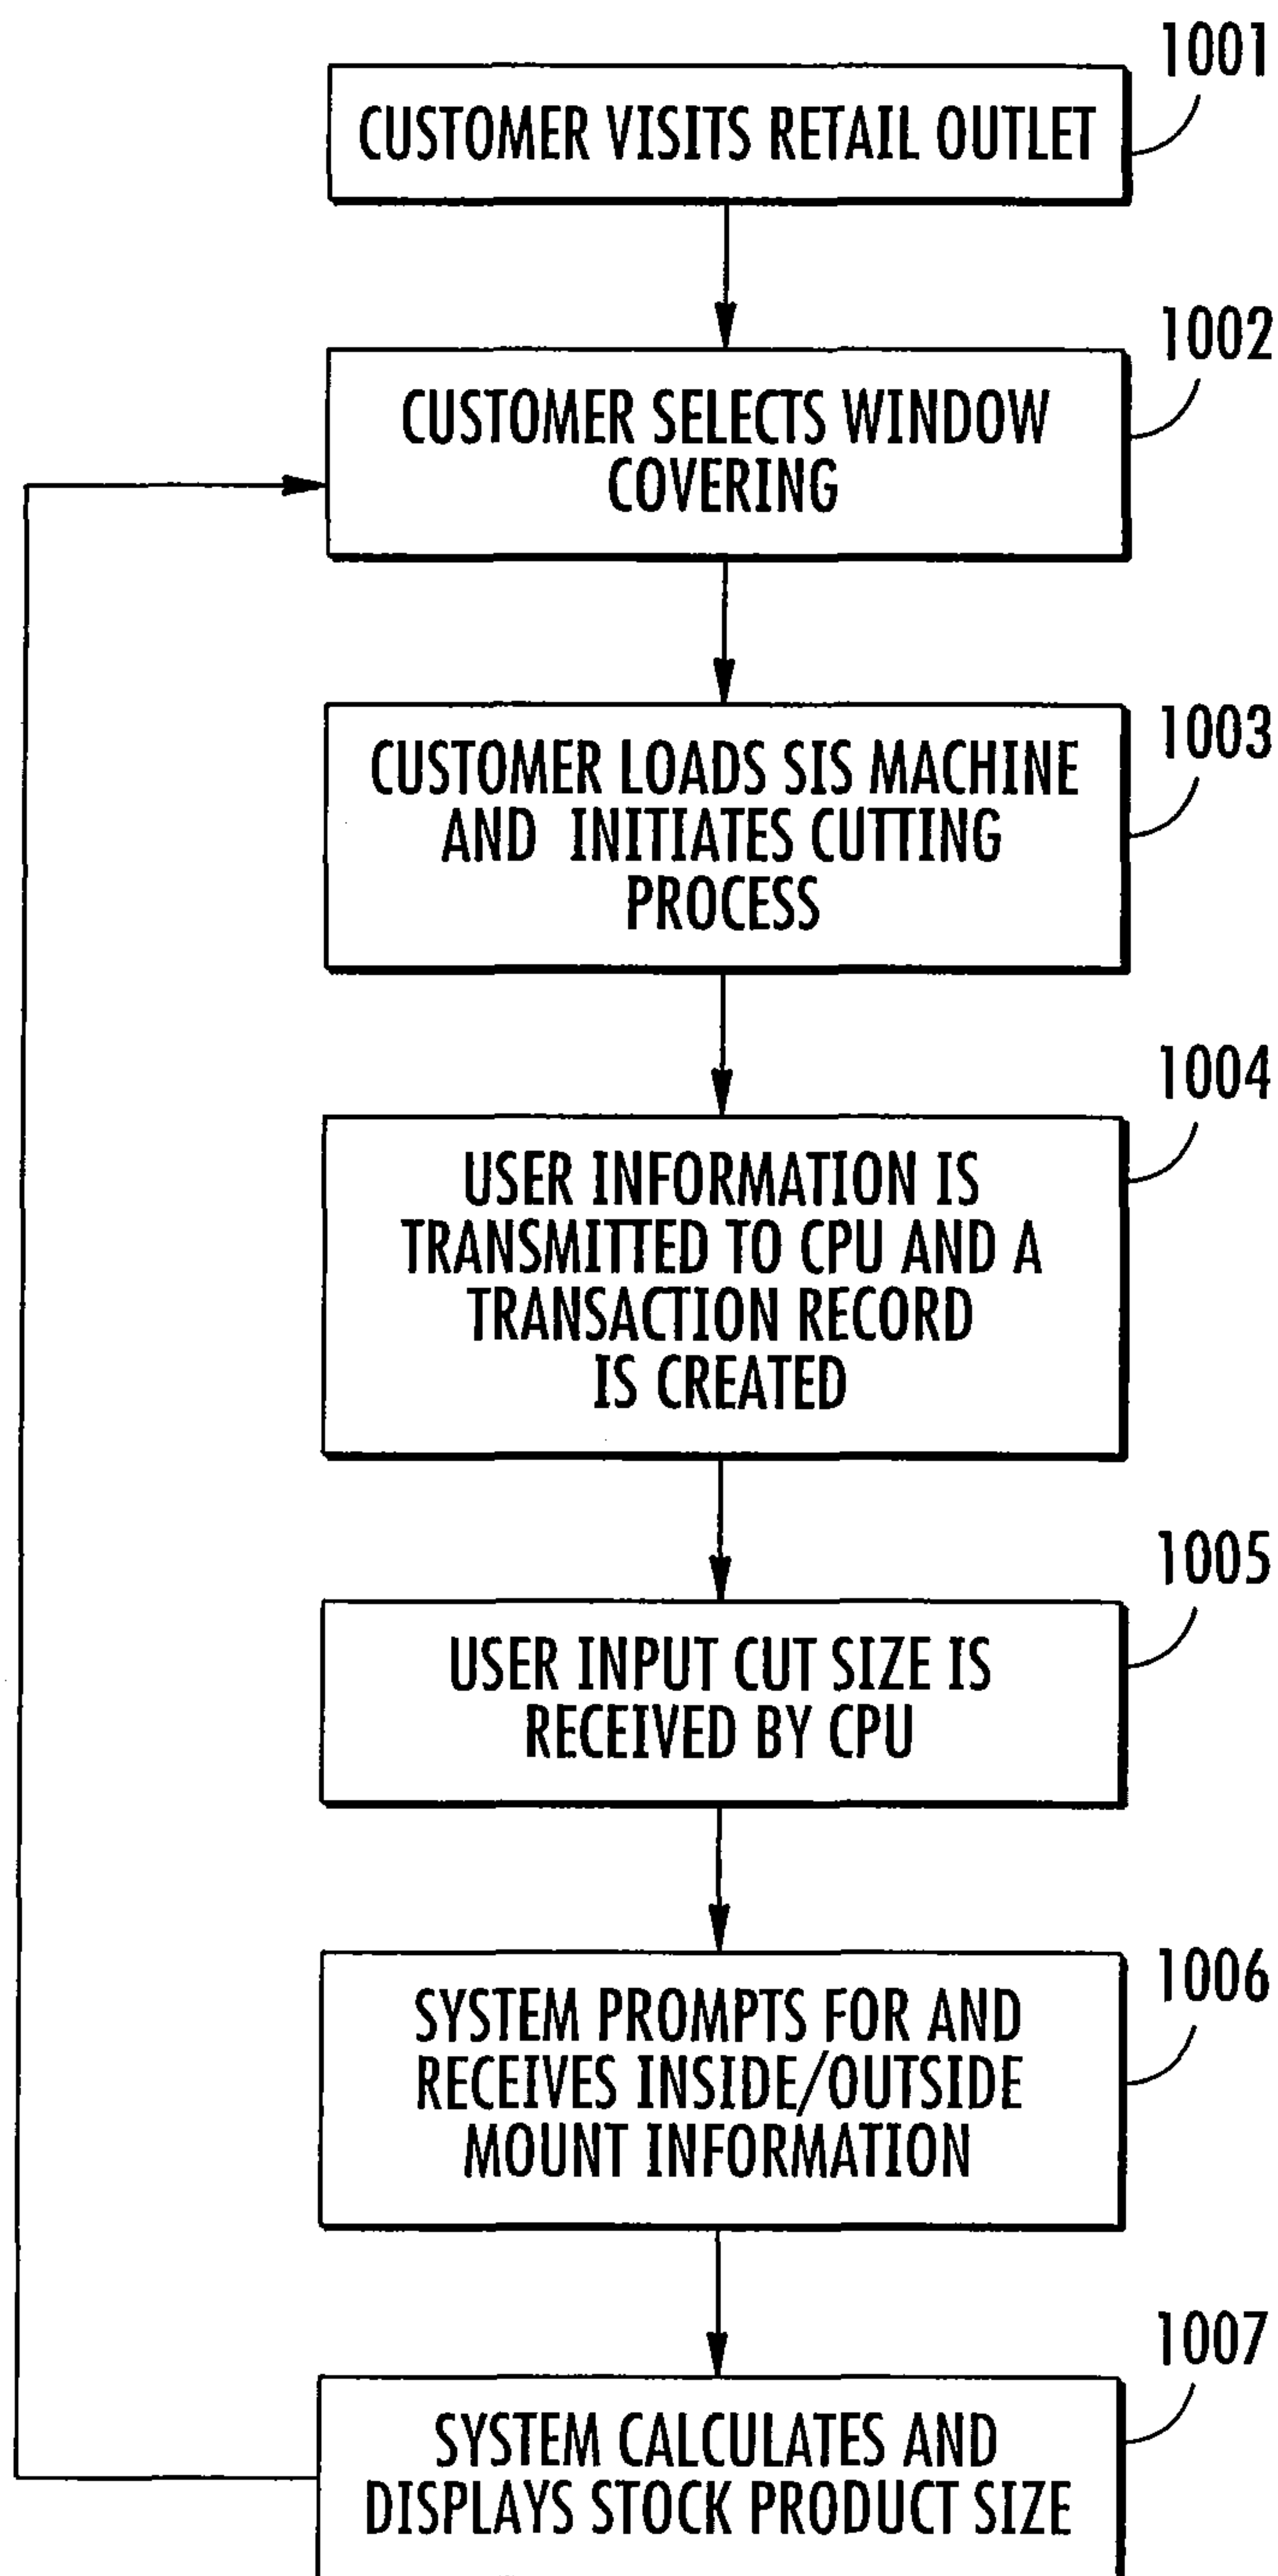 1001
CUSTOMER VISITS RETAIL OUTLET
1002
CUSTOMER SELECTS WINDOW
COVERING
1003
CUSTOMER LOADS SIS MACHINE
AND INITIATES CUTTING
PROCESS
1004
USER INFORMATION IS
TRANSMITTED TO CPU AND A
TRANSACTION RECORD
IS CREATED
1005
USER INPUT CUT SIZE IS
RECEIVED BY CPU
1006
SYSTEM PROMPTS FOR AND
RECEIVES INSIDE/OUTSIDE
MOUNT INFORMATION
1007
SYSTEM CALCULATES AND
DISPLAYS STOCK PRODUCT SIZE